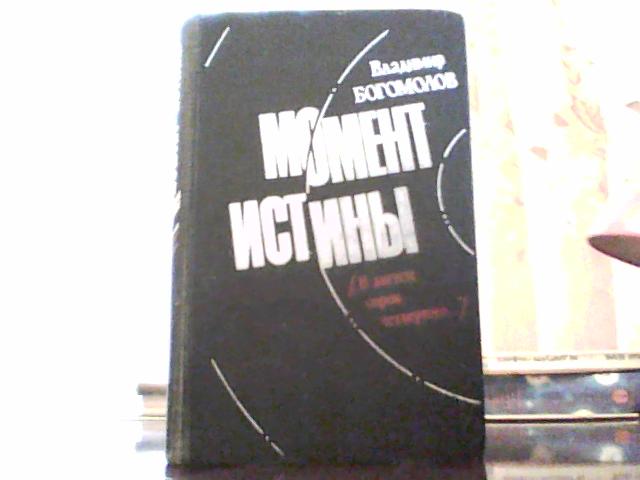 Владимир
БОГОМОЛОВ
МОМЕНТ
ИСТИНЫ
(В августе
сорок
четвертого...)